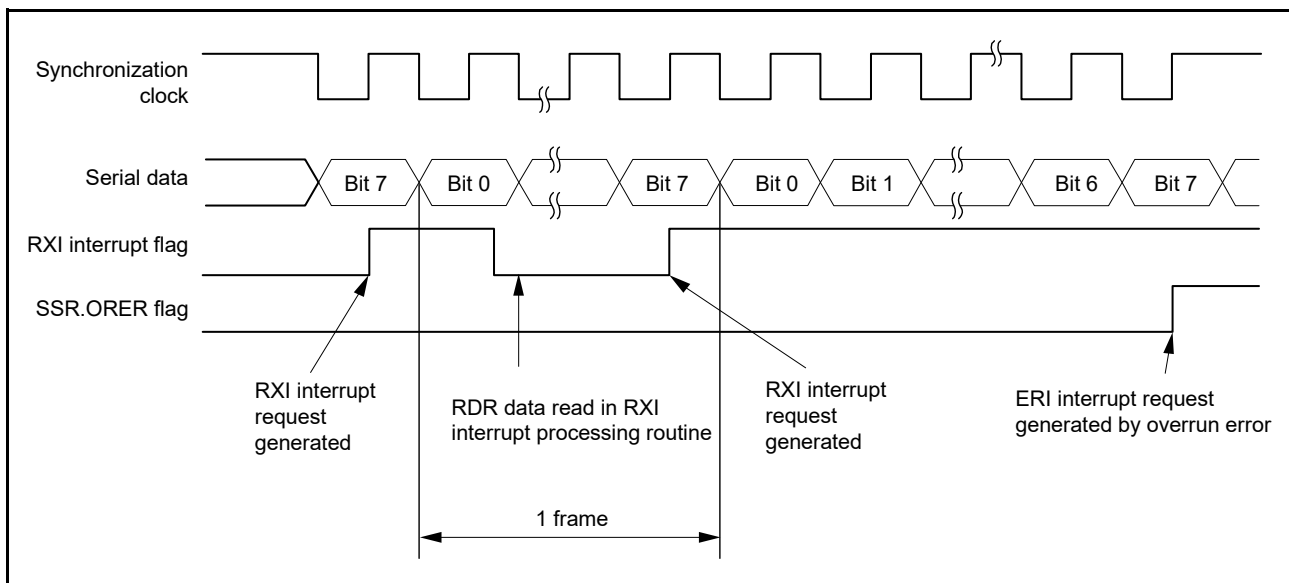 Synchronization
clock
Serial data
Bit 7
Bit 0
Bit 7
Bit 0
Bit 1
Bit 6
Bit 7
RXI interrupt flag
SSR.ORER flag
RXI interrupt
request
generated
RDR data read in RXI
interrupt processing routine
RXI interrupt
request
generated
ERI interrupt request
generated by overrun error
1 frame